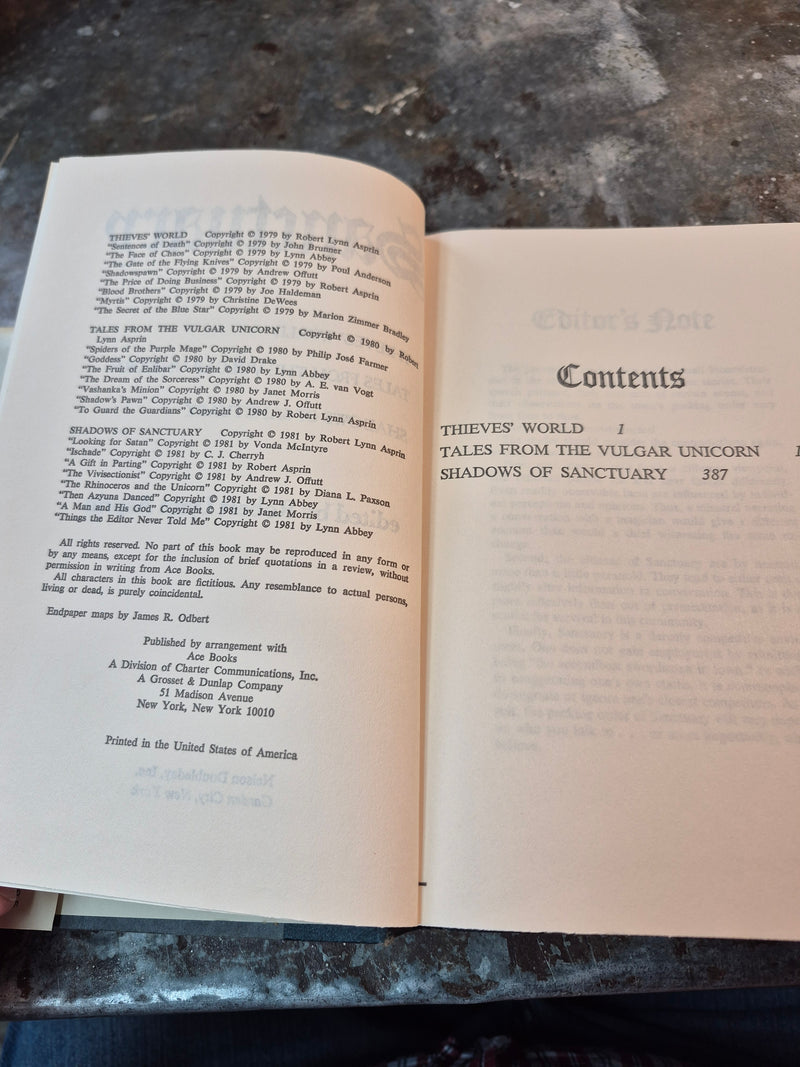 THIEVES' WORLD Copyright © 1979 by Robert Lynn Asprin
"Sentences of Death" Copyright © 1979 by John Brunner
"The Face of Chaos" Copyright © 1979 by Lynn Abbey
"The Gate of the Flying Knives" Copyright © 1979 by Poul Anderson
"Shadowspawn" Copyright © 1979 by Andrew Offutt
"The Price of Doing Business" Copyright © 1979 by Robert Asprin
"Blood Brothers" Copyright © 1979 by Joe Haldeman
"Myrtis" Copyright © 1979 by Christine DeWees
"The Secret of the Blue Star" Copyright © 1979 by Marion Zimmer Bradley
TALES FROM THE VULGAR UNICORN Copyright © 1980 by Robert
Lynn Asprin
"Spiders of the Purple Mage" Copyright © 1980 by Philip José Farmer
"Goddess" Copyright © 1980 by David Drake
"The Fruit of Enlibar" Copyright © 1980 by Lynn Abbey
"The Dream of the Sorceress" Copyright © 1980 by A. E. van Vogt
"Vashanka's Minion" Copyright © 1980 by Janet Morris
"Shadow's Pawn" Copyright © 1980 by Andrew J. Offutt
"To Guard the Guardians" Copyright © 1980 by Robert Lynn Asprin
SHADOWS OF SANCTUARY Copyright © 1981 by Robert Lynn Asprin
"Looking for Satan" Copyright © 1981 by Vonda McIntyre
"Ischade" Copyright © 1981 by C. J. Cherryh
"A Gift in Parting" Copyright © 1981 by Robert Asprin
"The Vivisectionist" Copyright © 1981 by Andrew J. Offutt
"The Rhinoceros and the Unicorn" Copyright © 1981 by Diana L. Paxson
"Then Azyuna Danced" Copyright © 1981 by Lynn Abbey
"A Man and His God" Copyright © 1981 by Janet Morris
"Things the Editor Never Told Me" Copyright © 1981 by Lynn Abbey
All rights reserved. No part of this book may be reproduced in any form or
by any means, except for the inclusion of brief quotations in a review, without
permission in writing from Ace Books.
All characters in this book are fictitious. Any resemblance to actual persons,
living or dead, is purely coincidental.
Endpaper maps by James R. Odbert
Published by arrangement with
Ace Books
A Division of Charter Communications, Inc.
A Grosset & Dunlap Company
51 Madison Avenue
New York, New York 10010
Printed in the United States of America
Contents
THIEVES' WORLD 1
TALES FROM THE VULGAR UNICORN
SHADOWS OF SANCTUARY 387